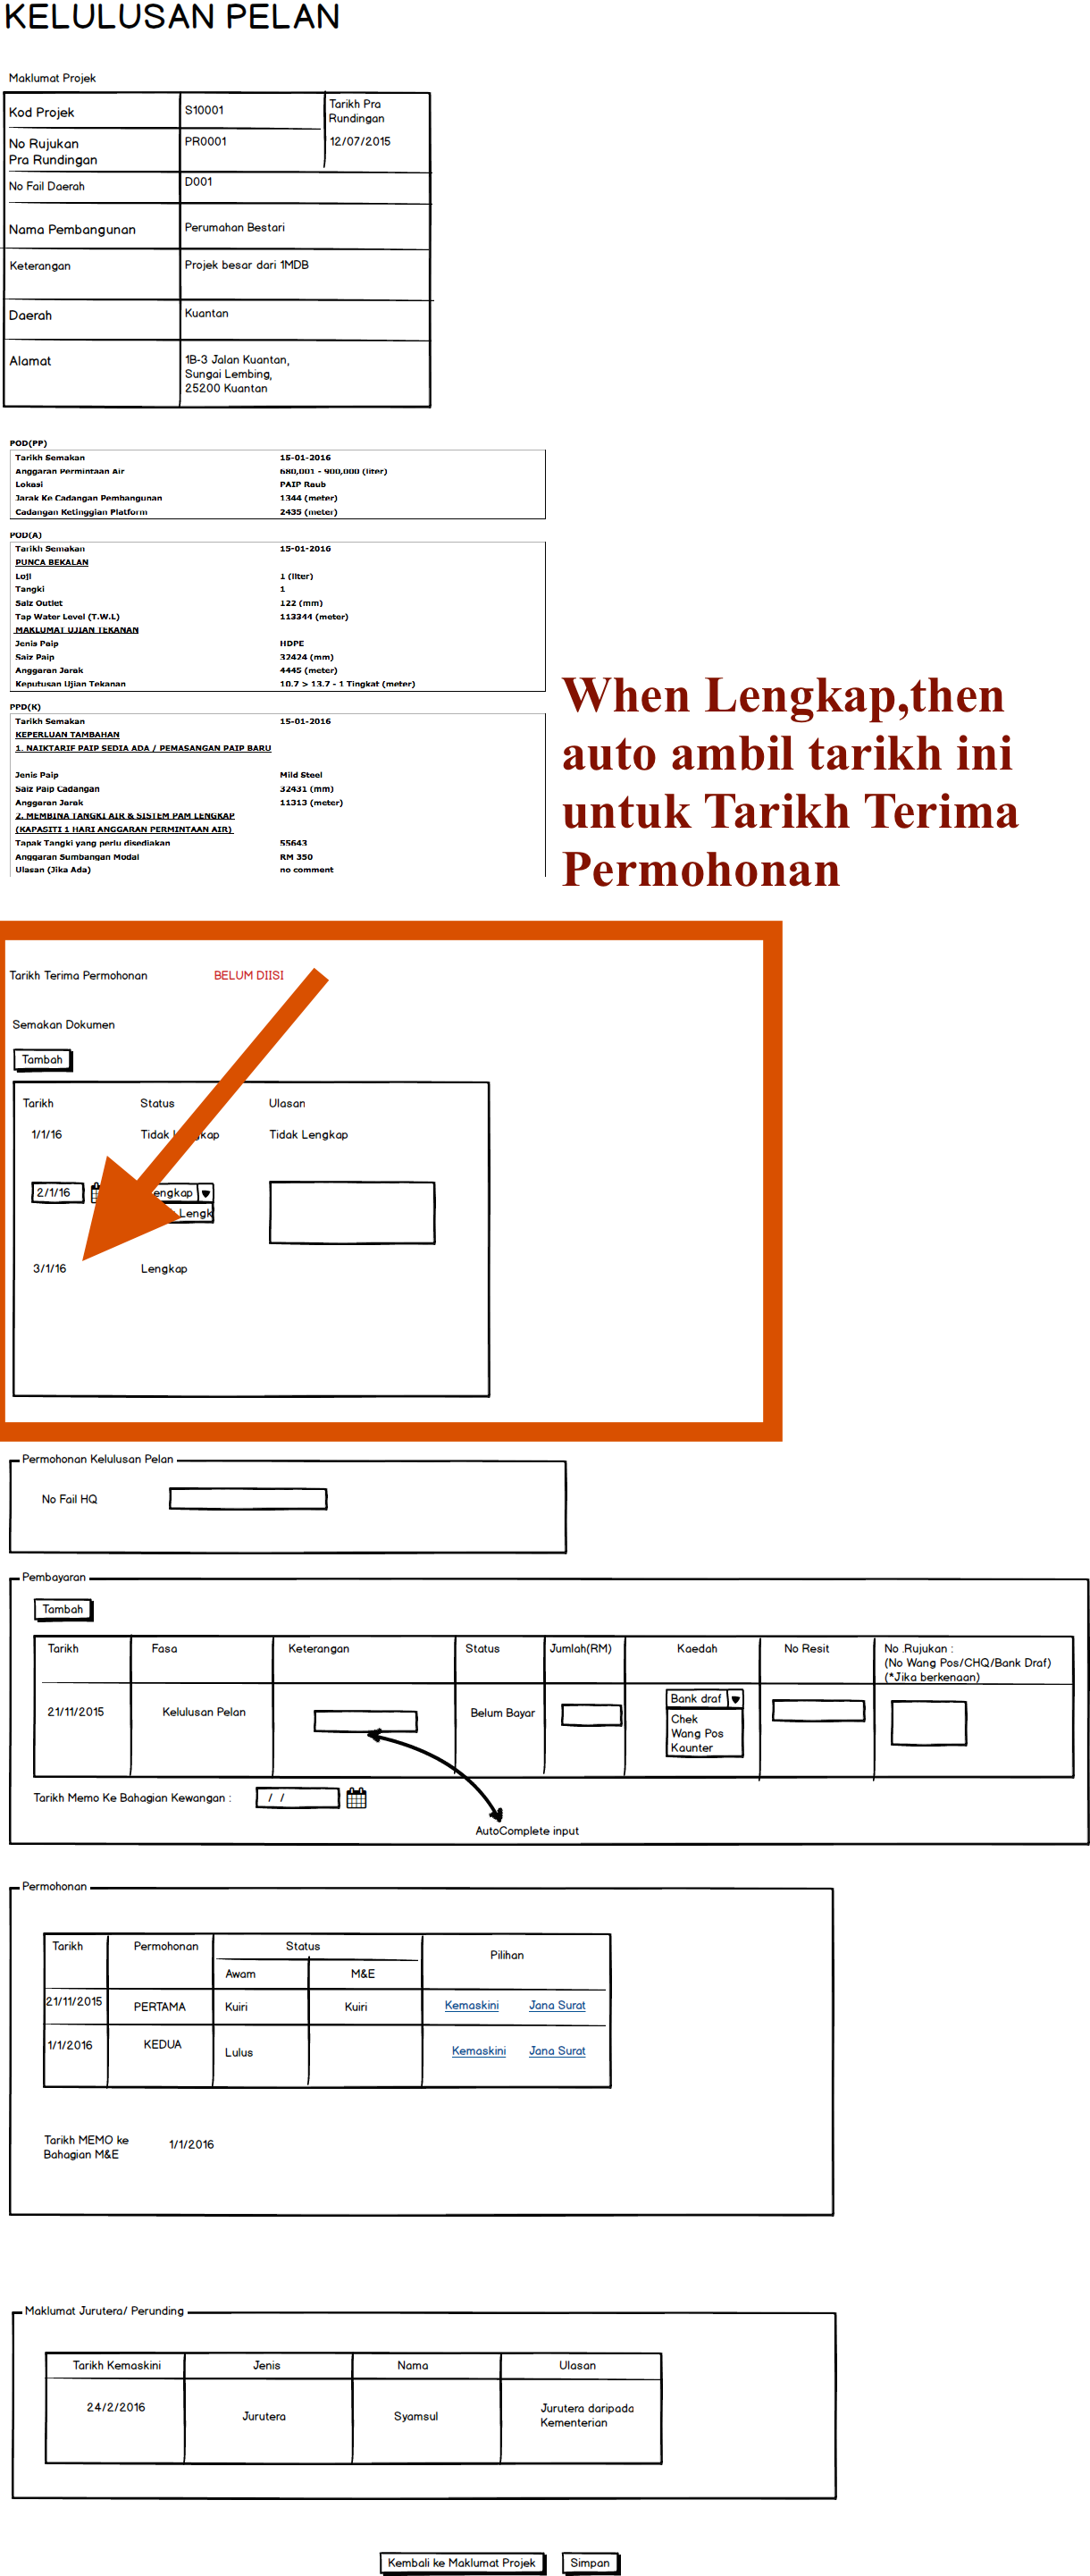 KELULUSAN PELAN
Maklumat Projek
Kod Projek S10001 Tarikh Pra
Rundingan
No Rujukan PR0001 12/07/2015
Pra Rundingan
No Fail Daerah D001
Nama Pembangunan Perumahan Bestari
Keterangan Projek besar dari 1MDB
Daerah Kuantan
Alamat 1B-3 Jalan Kuantan,
Sungai Lembing,
25200 Kuantan
POD(PP)
Tarikh Semakan 15-01-2016
Anggaran Permintaan Air 680,001 - 900,000 (liter)
Lokasi PAIP Raub
Jarak Ke Cadangan Pembangunan 1344 (meter)
Cadangan Ketinggian Platform 2435 (meter)
POD(A)
Tarikh Semakan 15-01-2016
PUNCA BEKALAN
Loji 1 (liter)
Tangki 1
Saiz Outlet 122 (mm)
Tap Water Level (T.W.L) 113344 (meter)
MAKLUMAT UJIAN TEKANAN
Jenis Paip HDPE
Saiz Paip 32424 (mm)
Anggaran Jarak 4445 (meter)
Keputusan Ujian Tekanan 10.7 > 13.7 - 1 Tingkat (meter)
PPD(K)
Tarikh Semakan 15-01-2016
KEPERLUAN TAMBAHAN
1. NAIKTARIF PAIP SEDIA ADA / PEMASANGAN PAIP BARU
Jenis Paip Mild Steel
Saiz Paip Cadangan 32431 (mm)
Anggaran Jarak 11313 (meter)
2. MEMBINA TANGKI AIR & SISTEM PAM LENGKAP
(KAPASITI 1 HARI ANGGARAN PERMINTAAN AIR)
Tapak Tangki yang perlu disediakan 55643
Anggaran Sumbangan Modal RM 350
Ulasan (Jika Ada) no comment
When Lengkap,then
auto ambil tarikh ini
untuk Tarikh Terima
Permohonan
Tarikh Terima Permohonan BELUM DIISI
Semakan Dokumen
Tambah
Tarikh Status Ulasan
1/1/16 Tidak Lengkap Tidak Lengkap
2/1/16 Lengkap
Lengk
3/1/16 Lengkap
Permohonan Kelulusan Pelan
No Fail HQ
Pembayaran
Tambah
Tarikh Fasa Keterangan Status Jumlah(RM) Kaedah No Resit No .Rujukan :
(No Wang Pos/CHQ/Bank Draf)
(*Jika berkenaan)
21/11/2015 Kelulusan Pelan Belum Bayar Bank draf
Chek
Wang Pos
Kaunter
Tarikh Memo Ke Bahagian Kewangan : / /
AutoComplete input
Permohonan
Tarikh Permohonan Status Pilihan
Awam M&E
21/11/2015 PERTAMA Kuiri Kuiri Kemaskini Jana Surat
1/1/2016 KEDUA Lulus Kemaskini Jana Surat
Tarikh MEMO ke 1/1/2016
Bahagian M&E
Maklumat Jurutera/ Perunding
Tarikh Kemaskini Jenis Nama Ulasan
24/2/2016 Jurutera Syamsul Jurutera daripada
Kementerian
Kembali ke Maklumat Projek Simpan